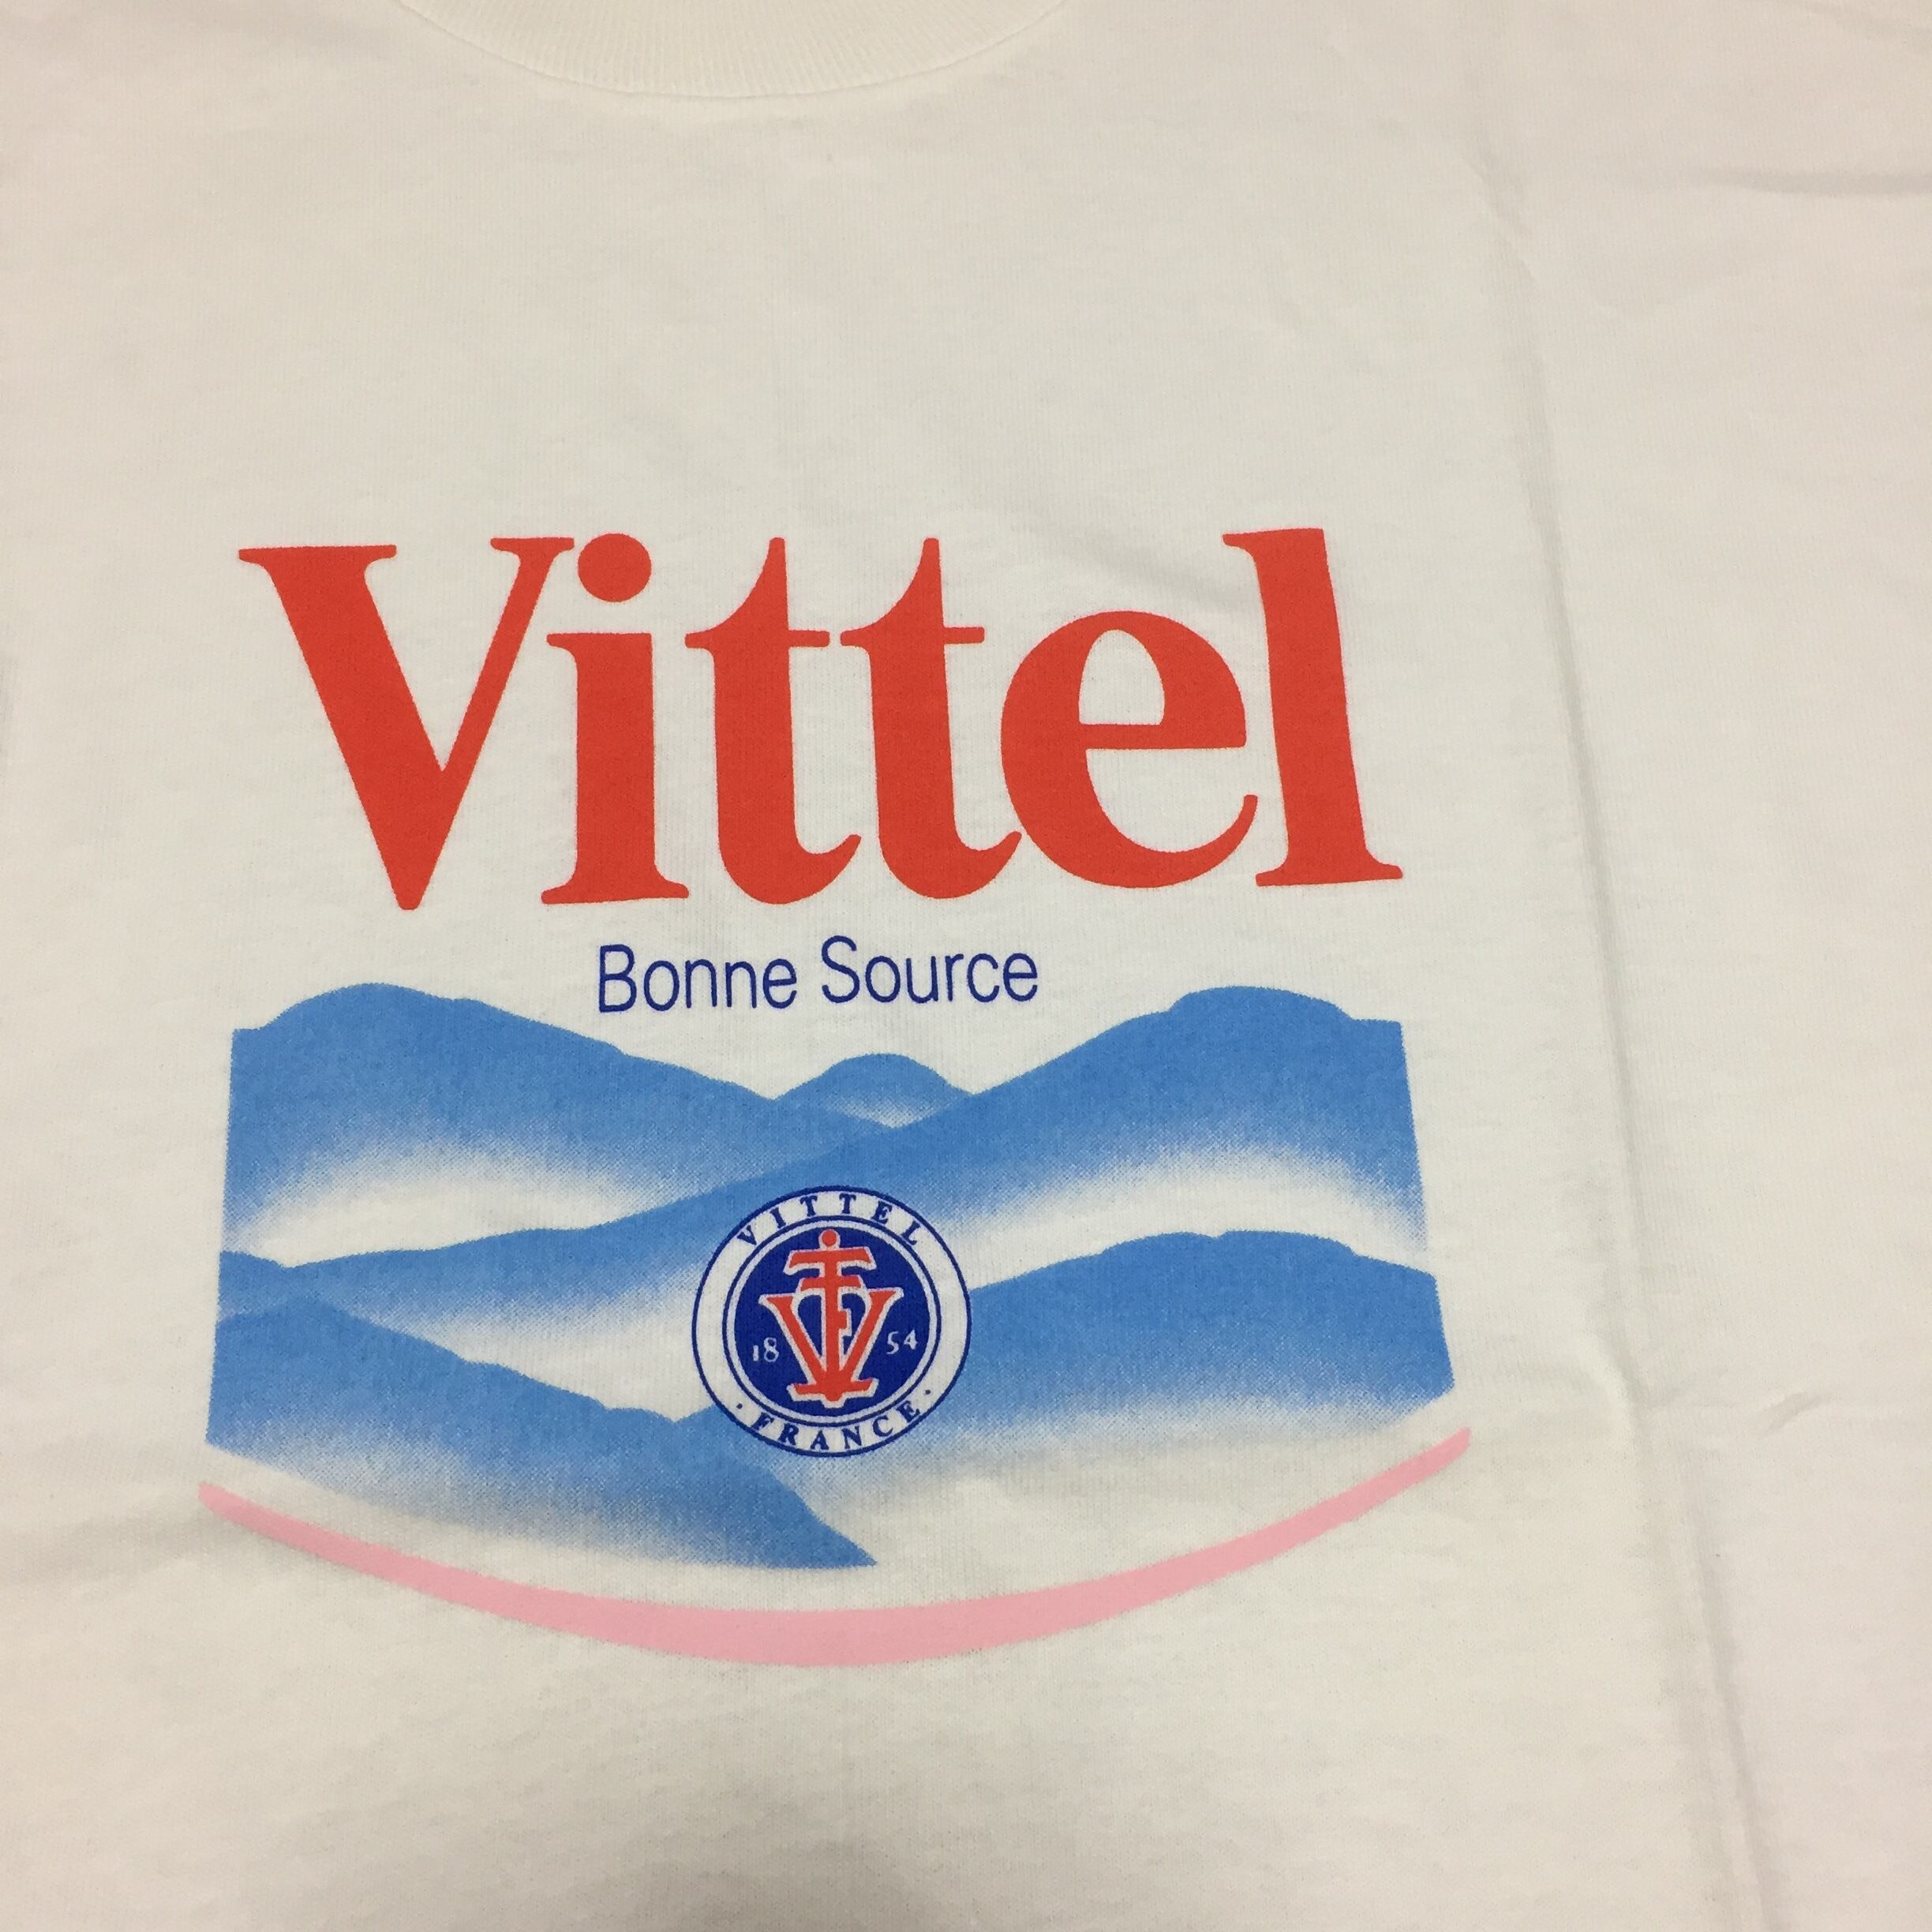 Vittel
Bonne Source
VITTEL
18 54
· FRANCE ·